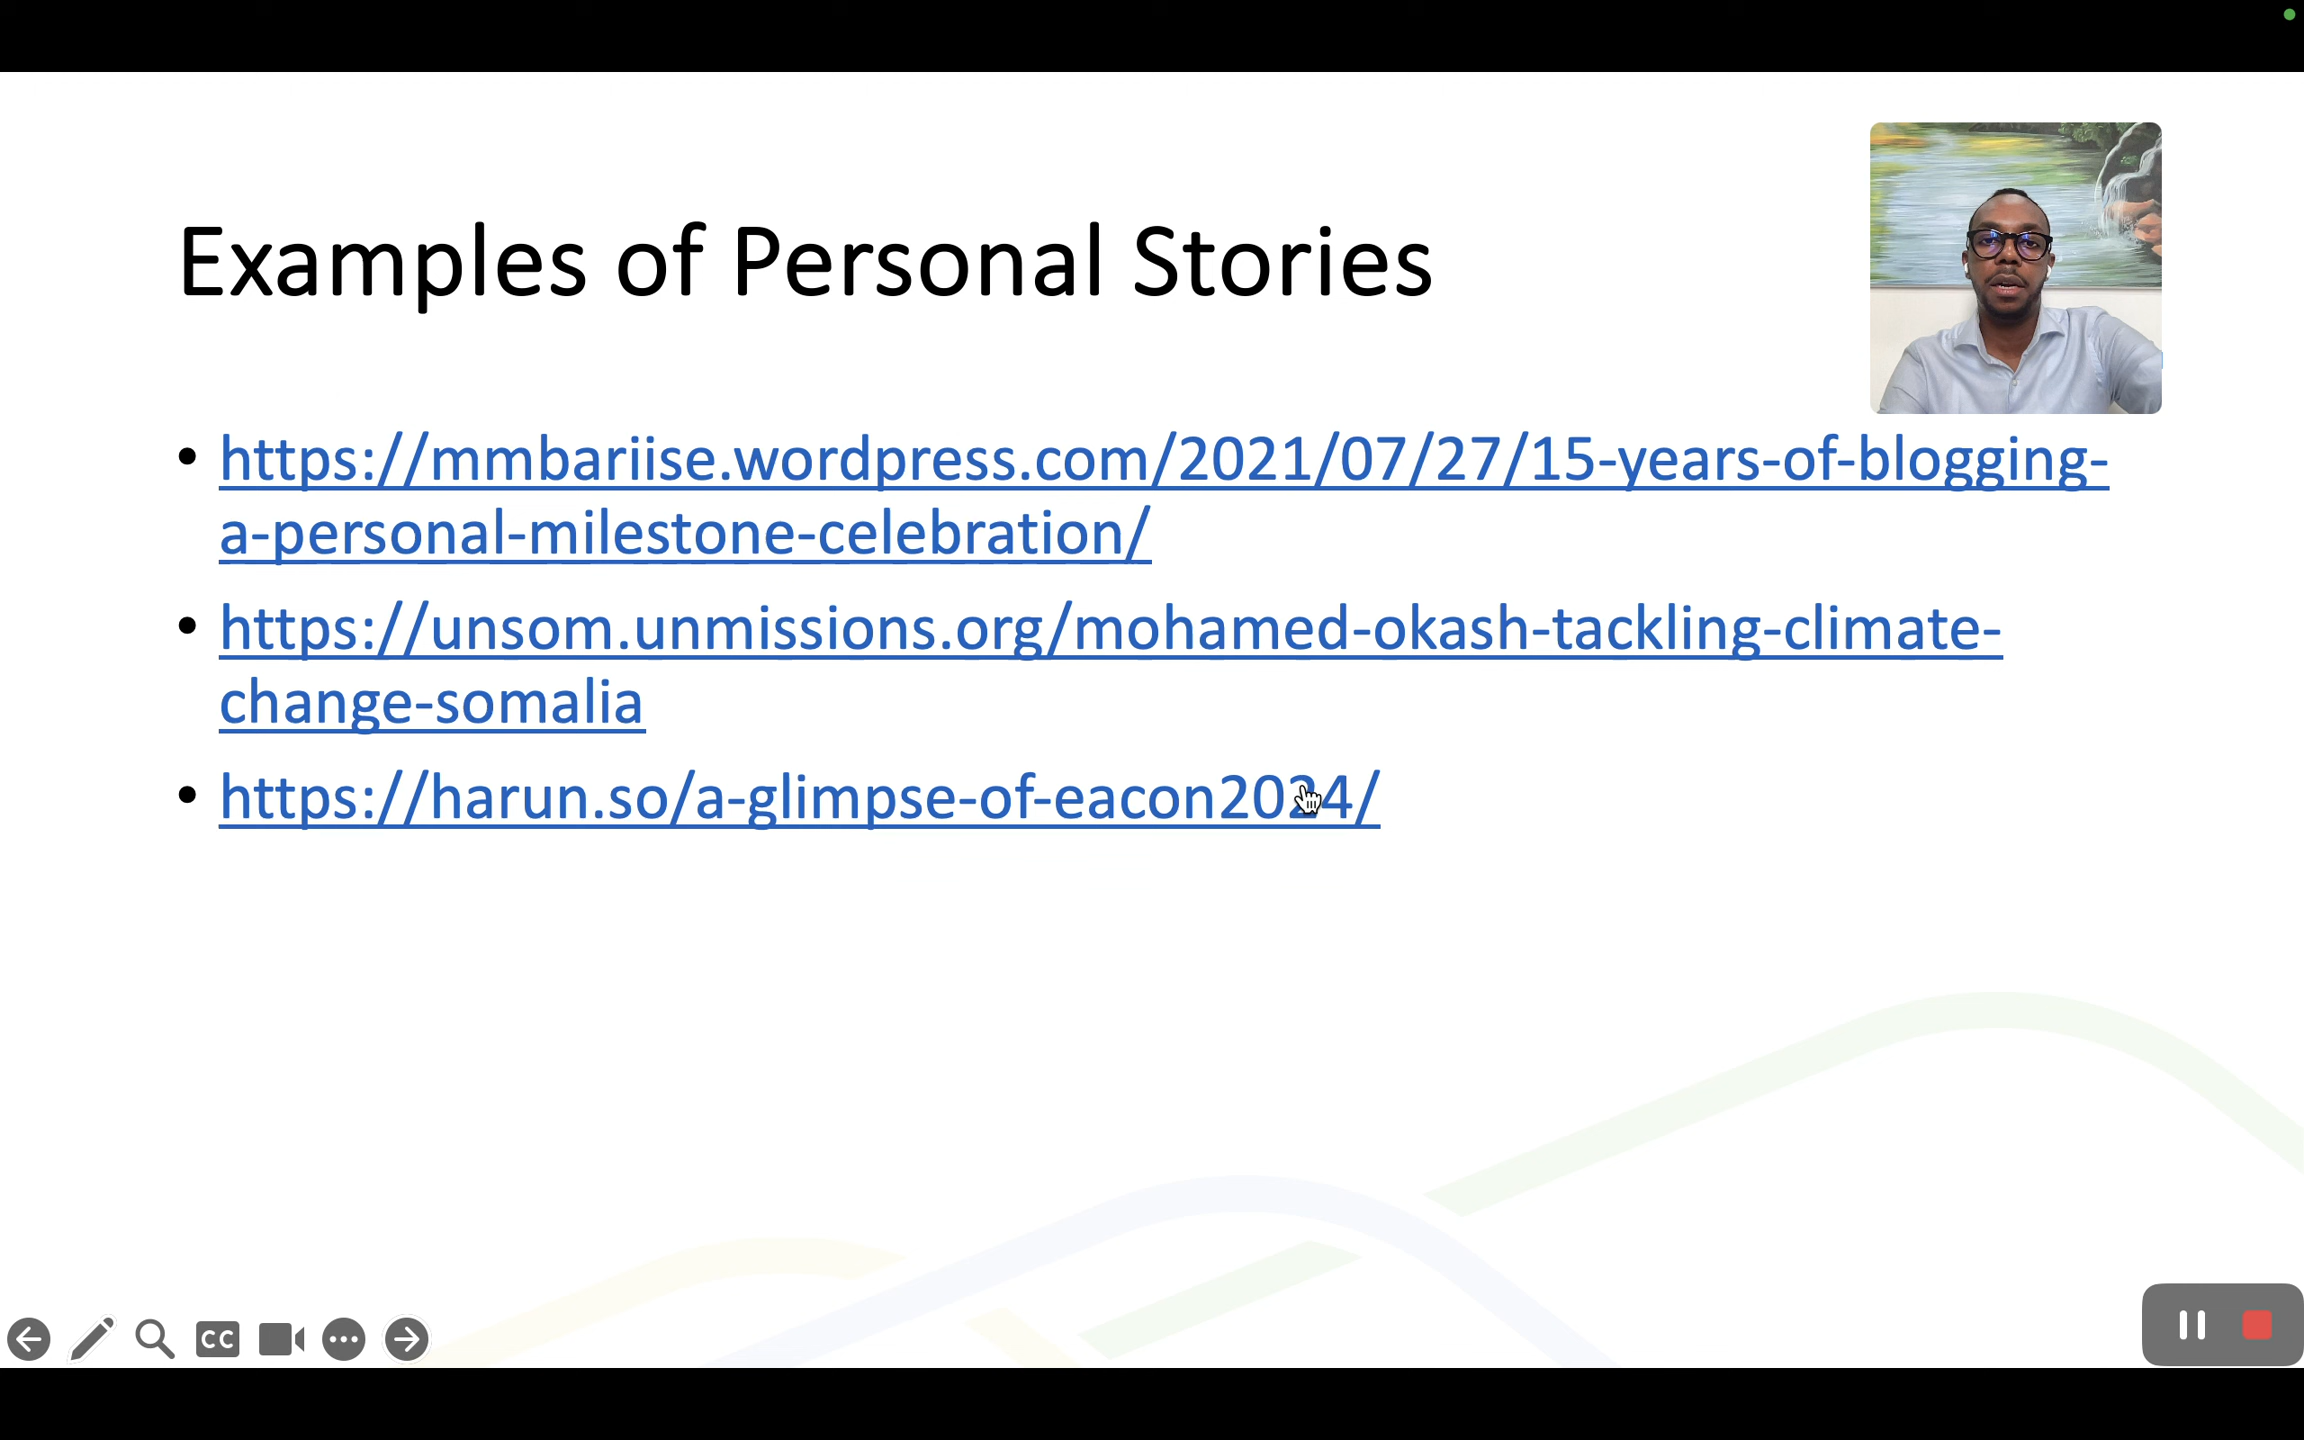 Examples of Personal Stories
• https://mmbariise.wordpress.com/2021/07/27/15-years-of-blogging-
a-personal-milestone-celebration/
• https://unsom.unmissions.org/mohamed-okash-tackling-climate-
change-somalia
• https://harun.so/a-glimpse-of-eacon2024/
CC